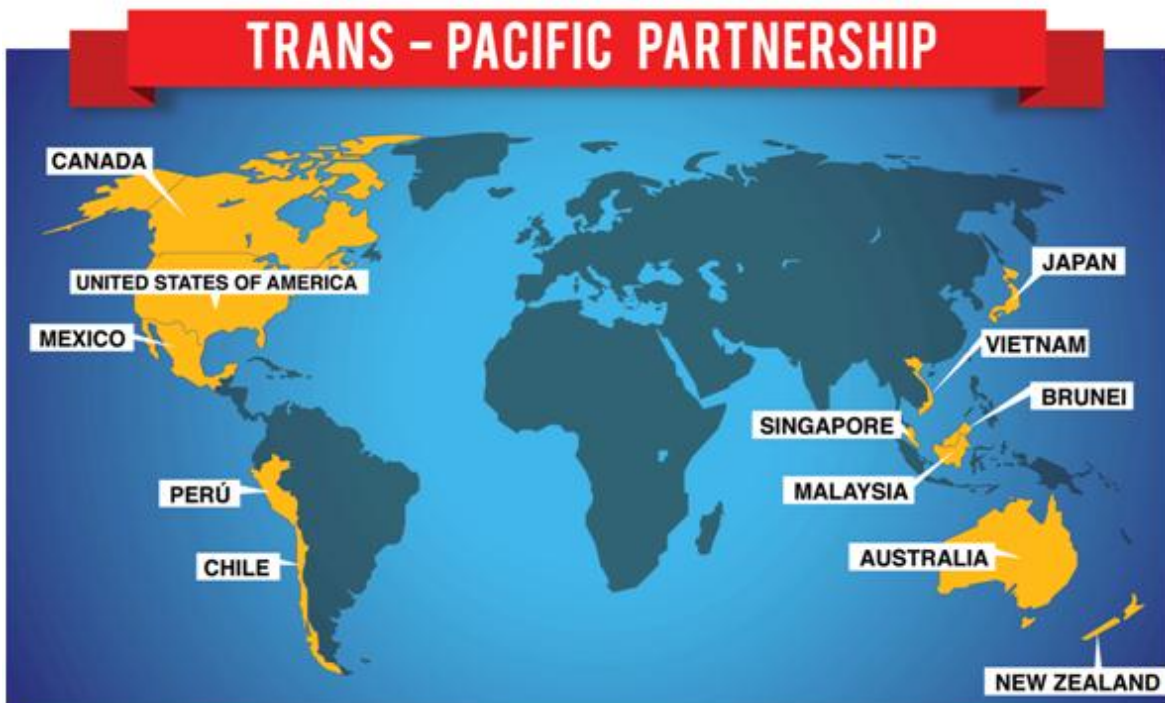 TRANS – PACIFIC PARTNERSHIP
CANADA
UNITED STATES OF AMERICA
MEXICO
PERÚ
CHILE
JAPAN
VIETNAM
BRUNEI
SINGAPORE
MALAYSIA
AUSTRALIA
NEW ZEALAND